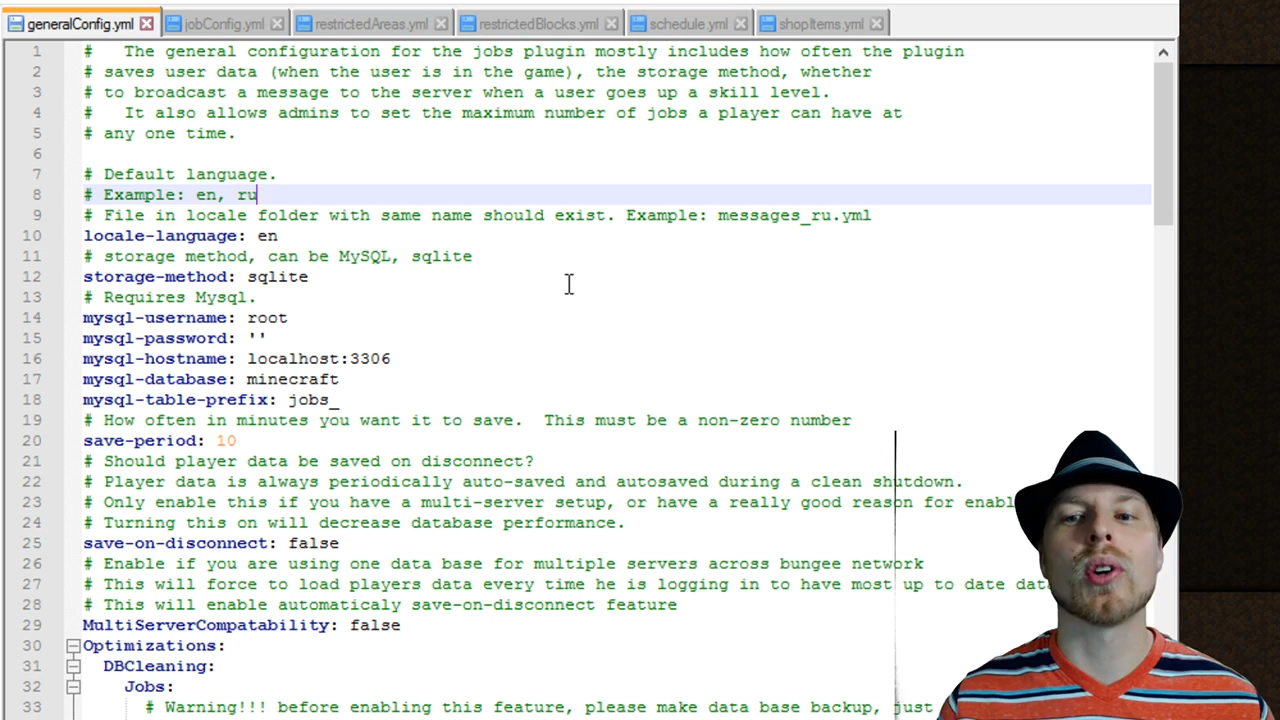 generalConfig.yml jobConfig.yml restrictedAreas.yml restrictedBlocks.yml schedule.yml shopItems.yml
1 #   The general configuration for the jobs plugin mostly includes how often the plugin
2 # saves user data (when the user is in the game), the storage method, whether
3 # to broadcast a message to the server when a user goes up a skill level.
4 #   It also allows admins to set the maximum number of jobs a player can have at
5 # any one time.
6
7 # Default language.
8 # Example: en, ru
9 # File in locale folder with same name should exist. Example: messages_ru.yml
10 locale-language: en
11 # storage method, can be MySQL, sqlite
12 storage-method: sqlite
13 # Requires Mysql.
14 mysql-username: root
15 mysql-password: ''
16 mysql-hostname: localhost:3306
17 mysql-database: minecraft
18 mysql-table-prefix: jobs_
19 # How often in minutes you want it to save.  This must be a non-zero number
20 save-period: 10
21 # Should player data be saved on disconnect?
22 # Player data is always periodically auto-saved and autosaved during a clean shutdown.
23 # Only enable this if you have a multi-server setup, or have a really good reason for enabl
24 # Turning this on will decrease database performance.
25 save-on-disconnect: false
26 # Enable if you are using one data base for multiple servers across bungee network
27 # This will force to load players data every time he is logging in to have most up to date dat
28 # This will enable automaticaly save-on-disconnect feature
29 MultiServerCompatability: false
30 Optimizations:
31   DBCleaning:
32     Jobs:
33       # Warning!!! before enabling this feature, please make data base backup, just